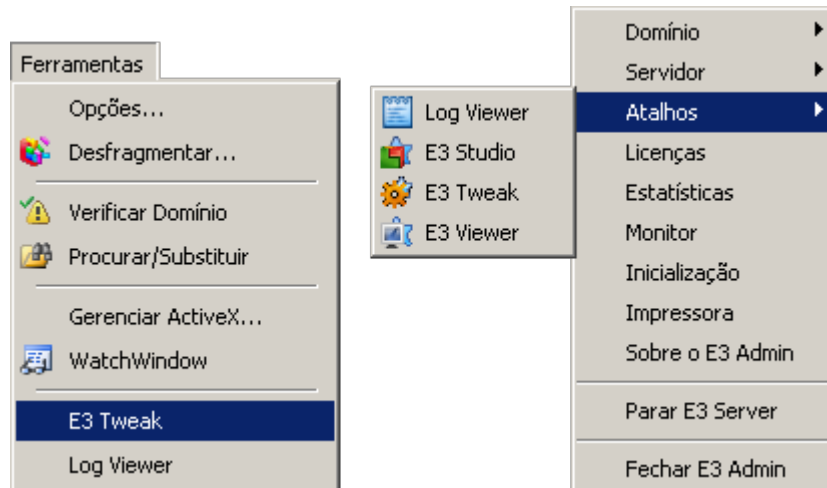 Ferramentas
Opções...
Desfragmentar...
Verificar Domínio
Procurar/Substituir
Gerenciar ActiveX...
WatchWindow
E3 Tweak
Log Viewer
Log Viewer
E3 Studio
E3 Tweak
E3 Viewer
Domínio
Servidor
Atalhos
Licenças
Estatísticas
Monitor
Inicialização
Impressora
Sobre o E3 Admin
Parar E3 Server
Fechar E3 Admin